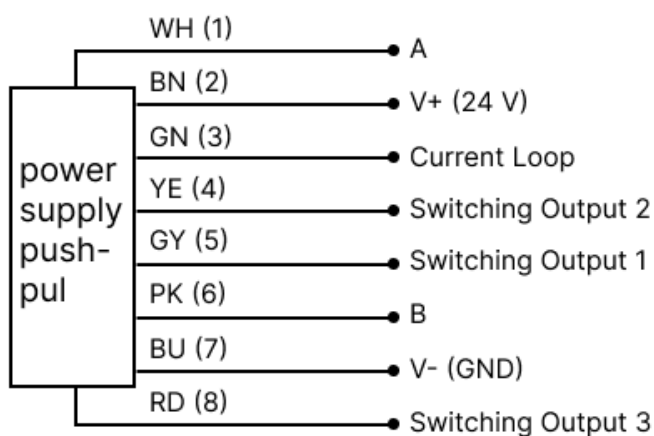 WH (1)
A
BN (2)
V+ (24 V)
GN (3)
Current Loop
power
supply
push-
pul
YE (4)
Switching Output 2
GY (5)
Switching Output 1
PK (6)
B
BU (7)
V- (GND)
RD (8)
Switching Output 3